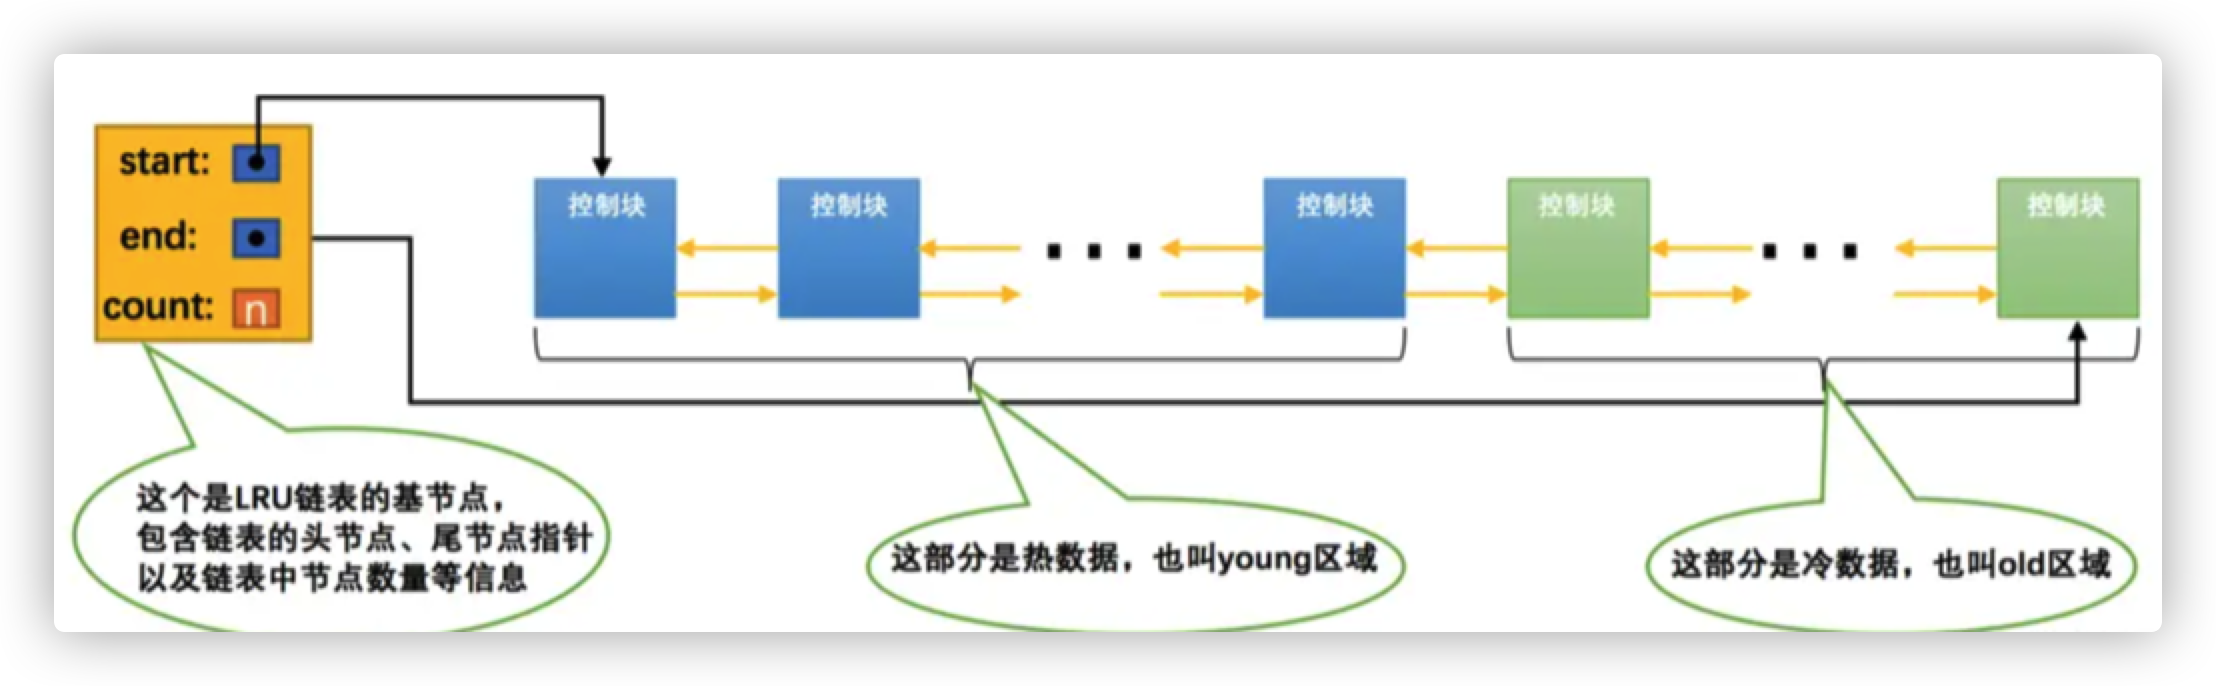 start:
end:
count: n
控制块
控制块
控制块
控制块
控制块
这个是LRU链表的基节点，
包含链表的头节点、尾节点指针
以及链表中节点数量等信息
这部分是热数据，也叫young区域
这部分是冷数据，也叫old区域